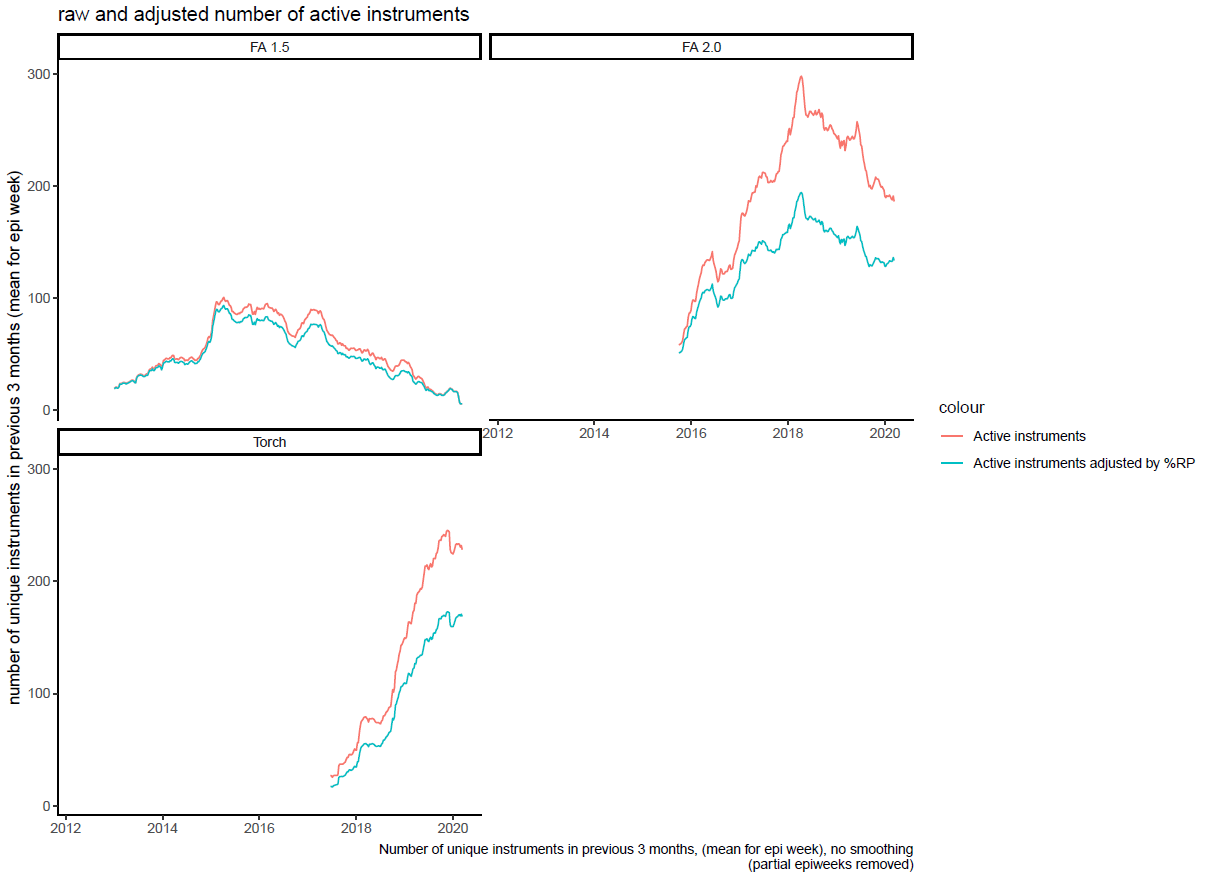 raw and adjusted number of active instruments
FA 1.5
FA 2.0
number of unique instruments in previous 3 months (mean for epi week)
300
200
100
0
2012 2014 2016 2018 2020
Torch
300
200
100
0
2012 2014 2016 2018 2020
colour
Active instruments
Active instruments adjusted by %RP
Number of unique instruments in previous 3 months, (mean for epi week), no smoothing
(partial epiweeks removed)